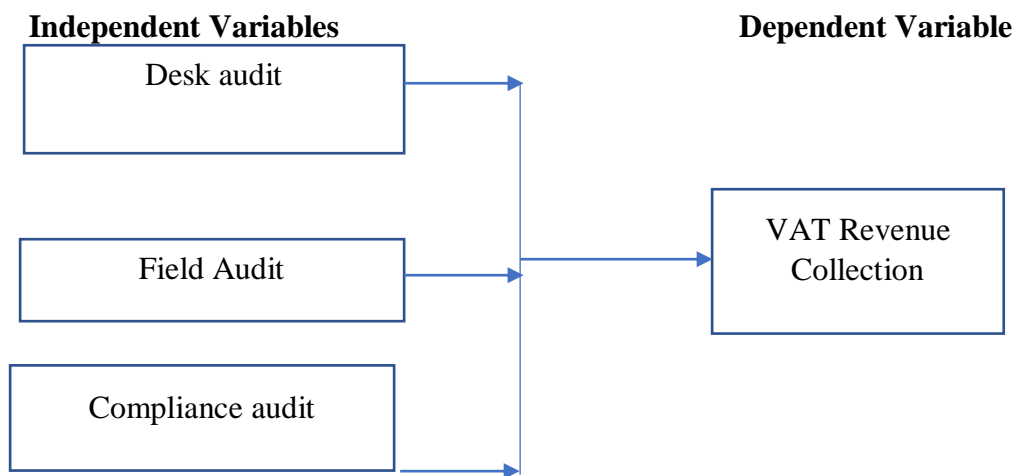 Independent Variables
Dependent Variable
Desk audit
Field Audit
VAT Revenue
Collection
Compliance audit